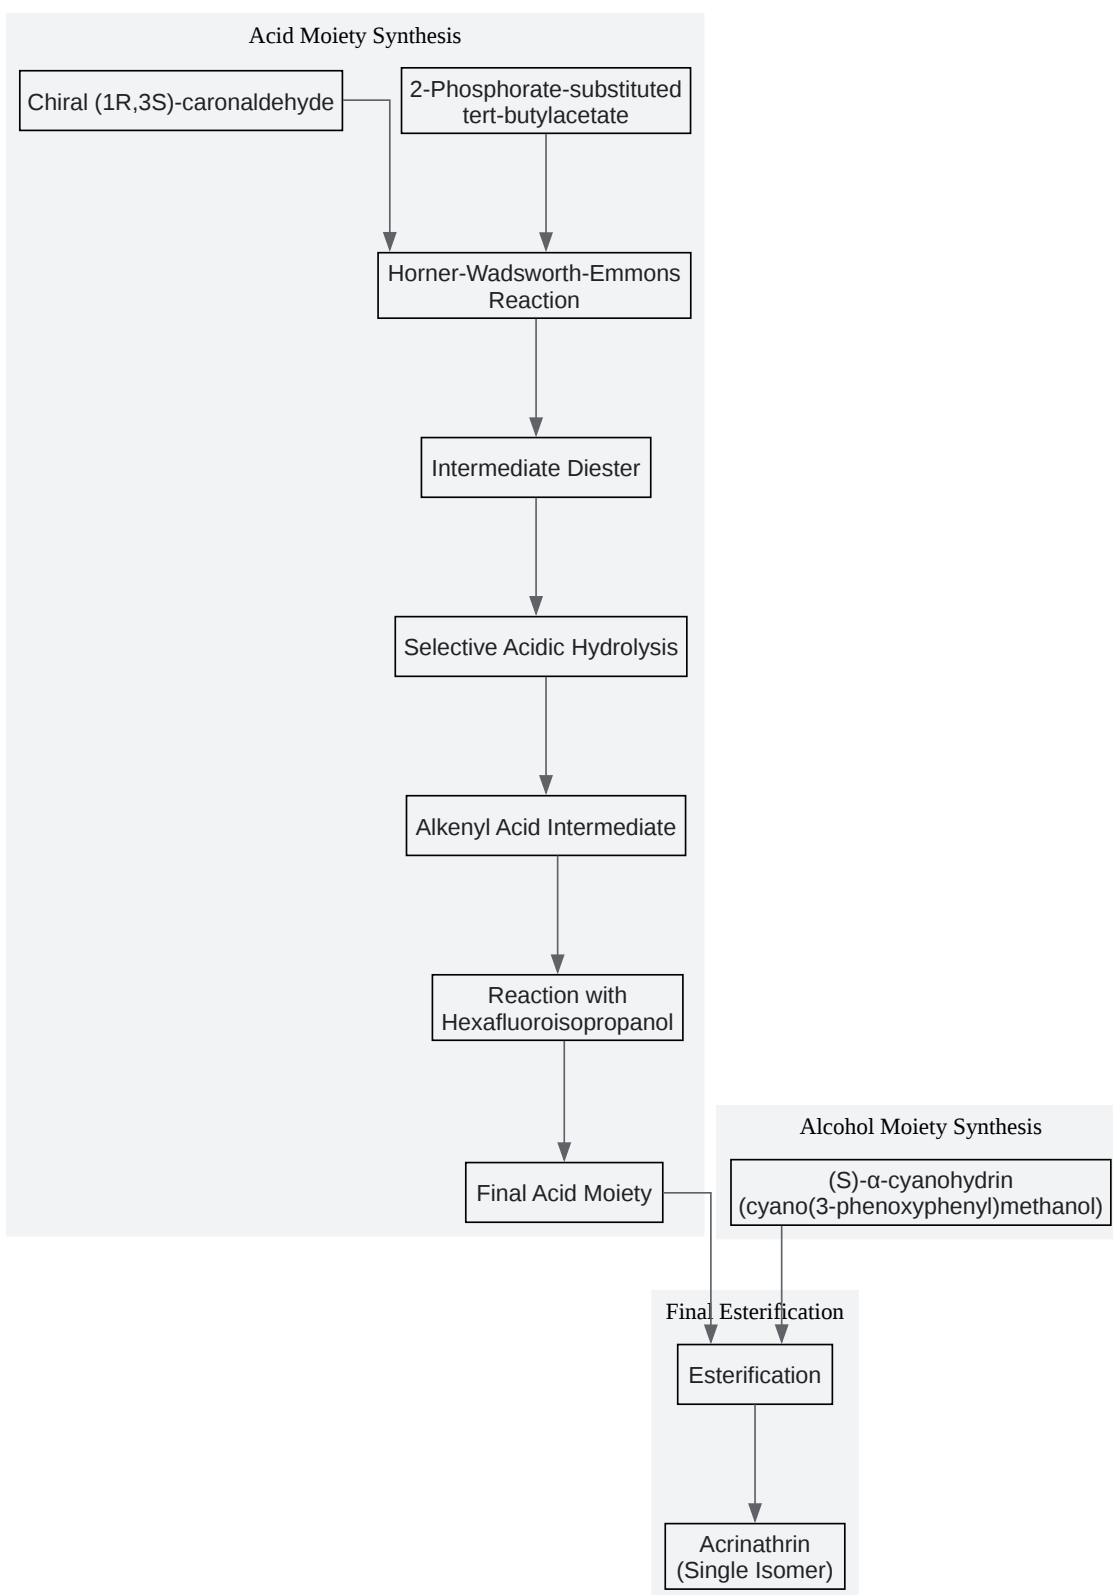 Acid Moiety Synthesis
Chiral (1R,3S)-caronaldehyde
2-Phosphorate-substituted
tert-butylacetate
Horner-Wadsworth-Emmons
Reaction
Intermediate Diester
Selective Acidic Hydrolysis
Alkenyl Acid Intermediate
Reaction with
Hexafluoroisopropanol
Final Acid Moiety
Alcohol Moiety Synthesis
(S)-α-cyanohydrin
(cyano(3-phenoxyphenyl)methanol)
Final Esterification
Esterification
Acrinathrin
(Single Isomer)